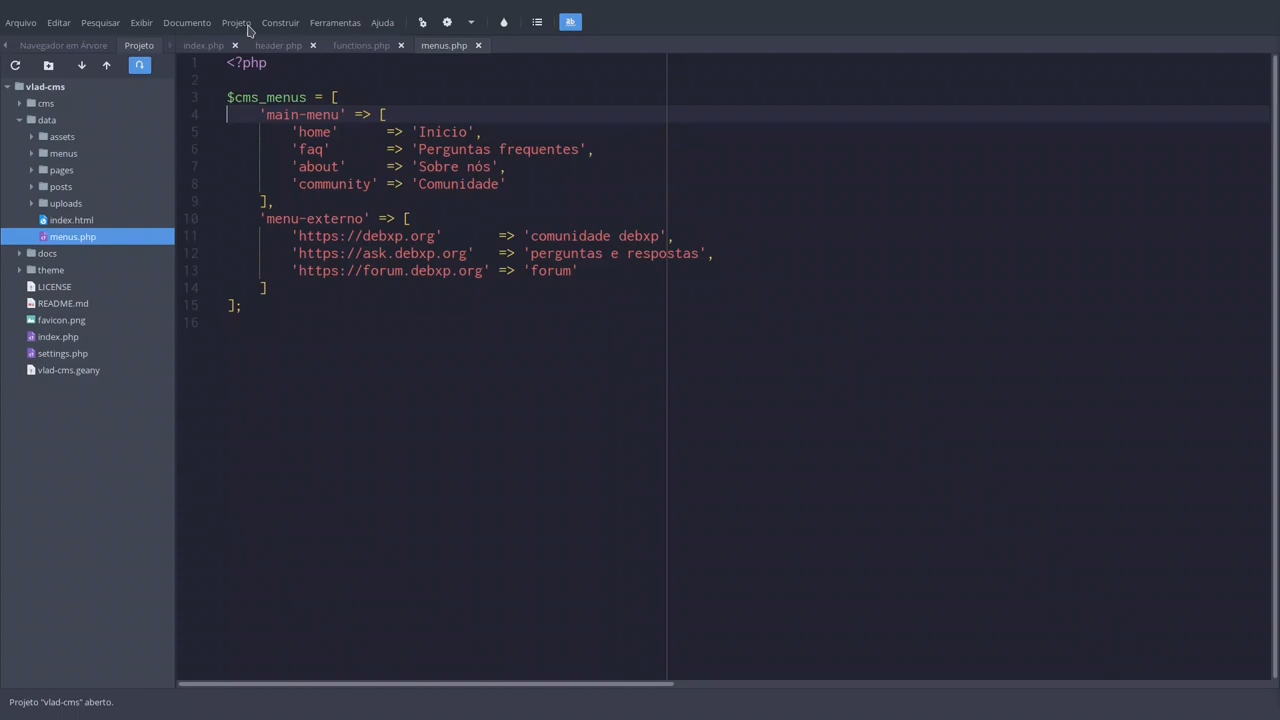 Arquivo Editar Pesquisar Exibir Documento Projeto Construir Ferramentas Ajuda
Navegador em Árvore Projeto index.php header.php functions.php menus.php
vlad-cms
cms
data
assets
menus
pages
posts
uploads
index.html
menus.php
docs
theme
LICENSE
README.md
favicon.png
index.php
settings.php
vlad-cms.geany
1 <?php
2
3 $cms_menus = [
4 'main-menu' => [
5 'home' => 'Inicio',
6 'faq' => 'Perguntas frequentes',
7 'about' => 'Sobre nós',
8 'community' => 'Comunidade'
9 ],
10 'menu-externo' => [
11 'https://debxp.org' => 'comunidade debxp',
12 'https://ask.debxp.org' => 'perguntas e respostas',
13 'https://forum.debxp.org' => 'forum'
14 ]
15 ];
16
Projeto "vlad-cms" aberto.